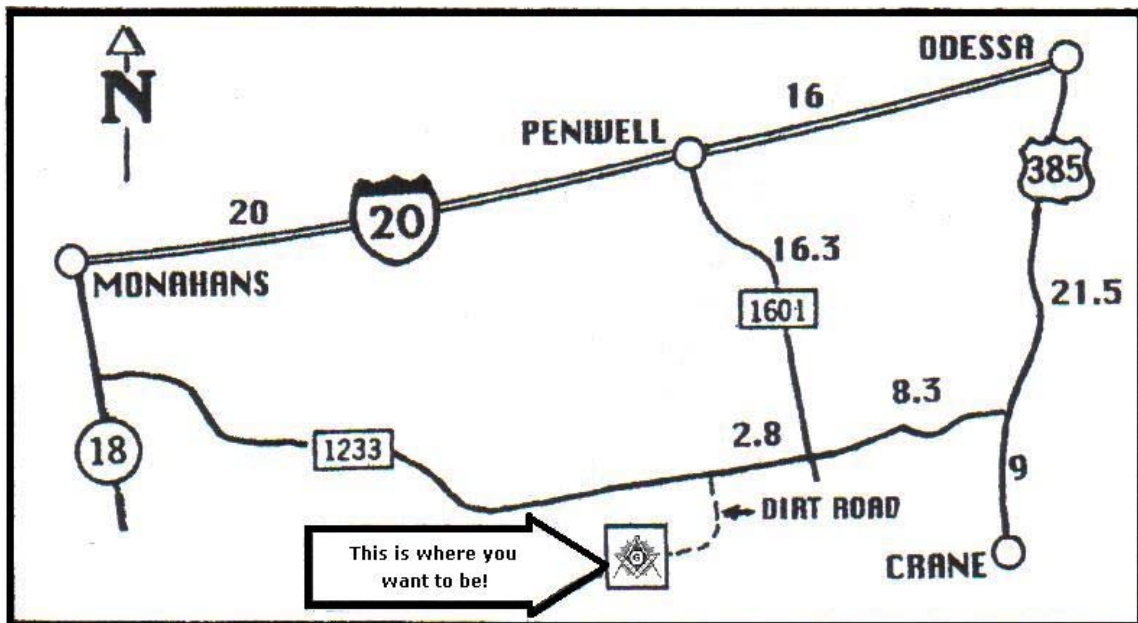 ODESSA
N
16
PENWELL
385
20
20
16.3
MONAHANS
1601
21.5
8.3
18
1233
2.8
9
DIRT ROAD
This is where you
want to be!
G
CRANE